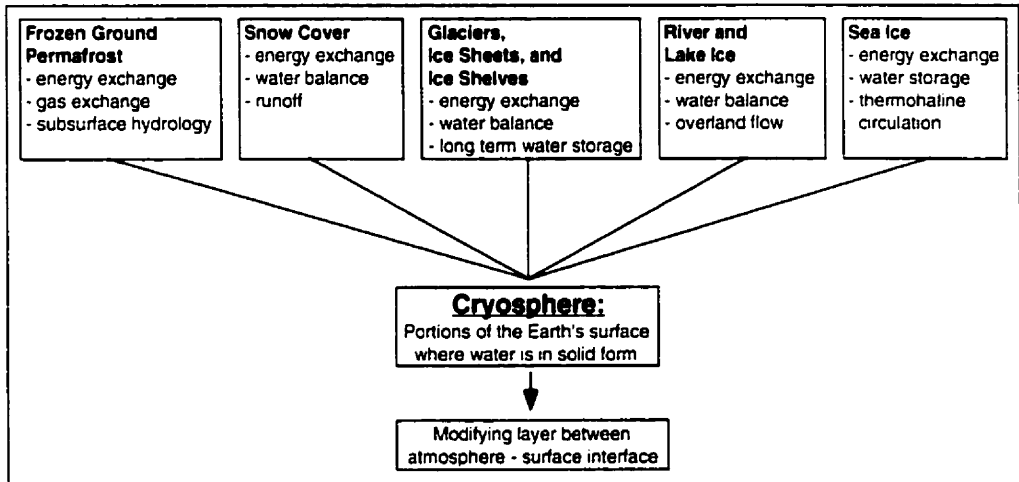 Frozen Ground
Permafrost
- energy exchange
- gas exchange
- subsurface hydrology
Snow Cover
- energy exchange
- water balance
- runoff
Glaciers,
Ice Sheets, and
Ice Shelves
- energy exchange
- water balance
- long term water storage
River and
Lake Ice
- energy exchange
- water balance
- overland flow
Sea Ice
- energy exchange
- water storage
- thermohaline
circulation
Cryosphere:
Portions of the Earth's surface
where water is in solid form
Modifying layer between
atmosphere - surface interface